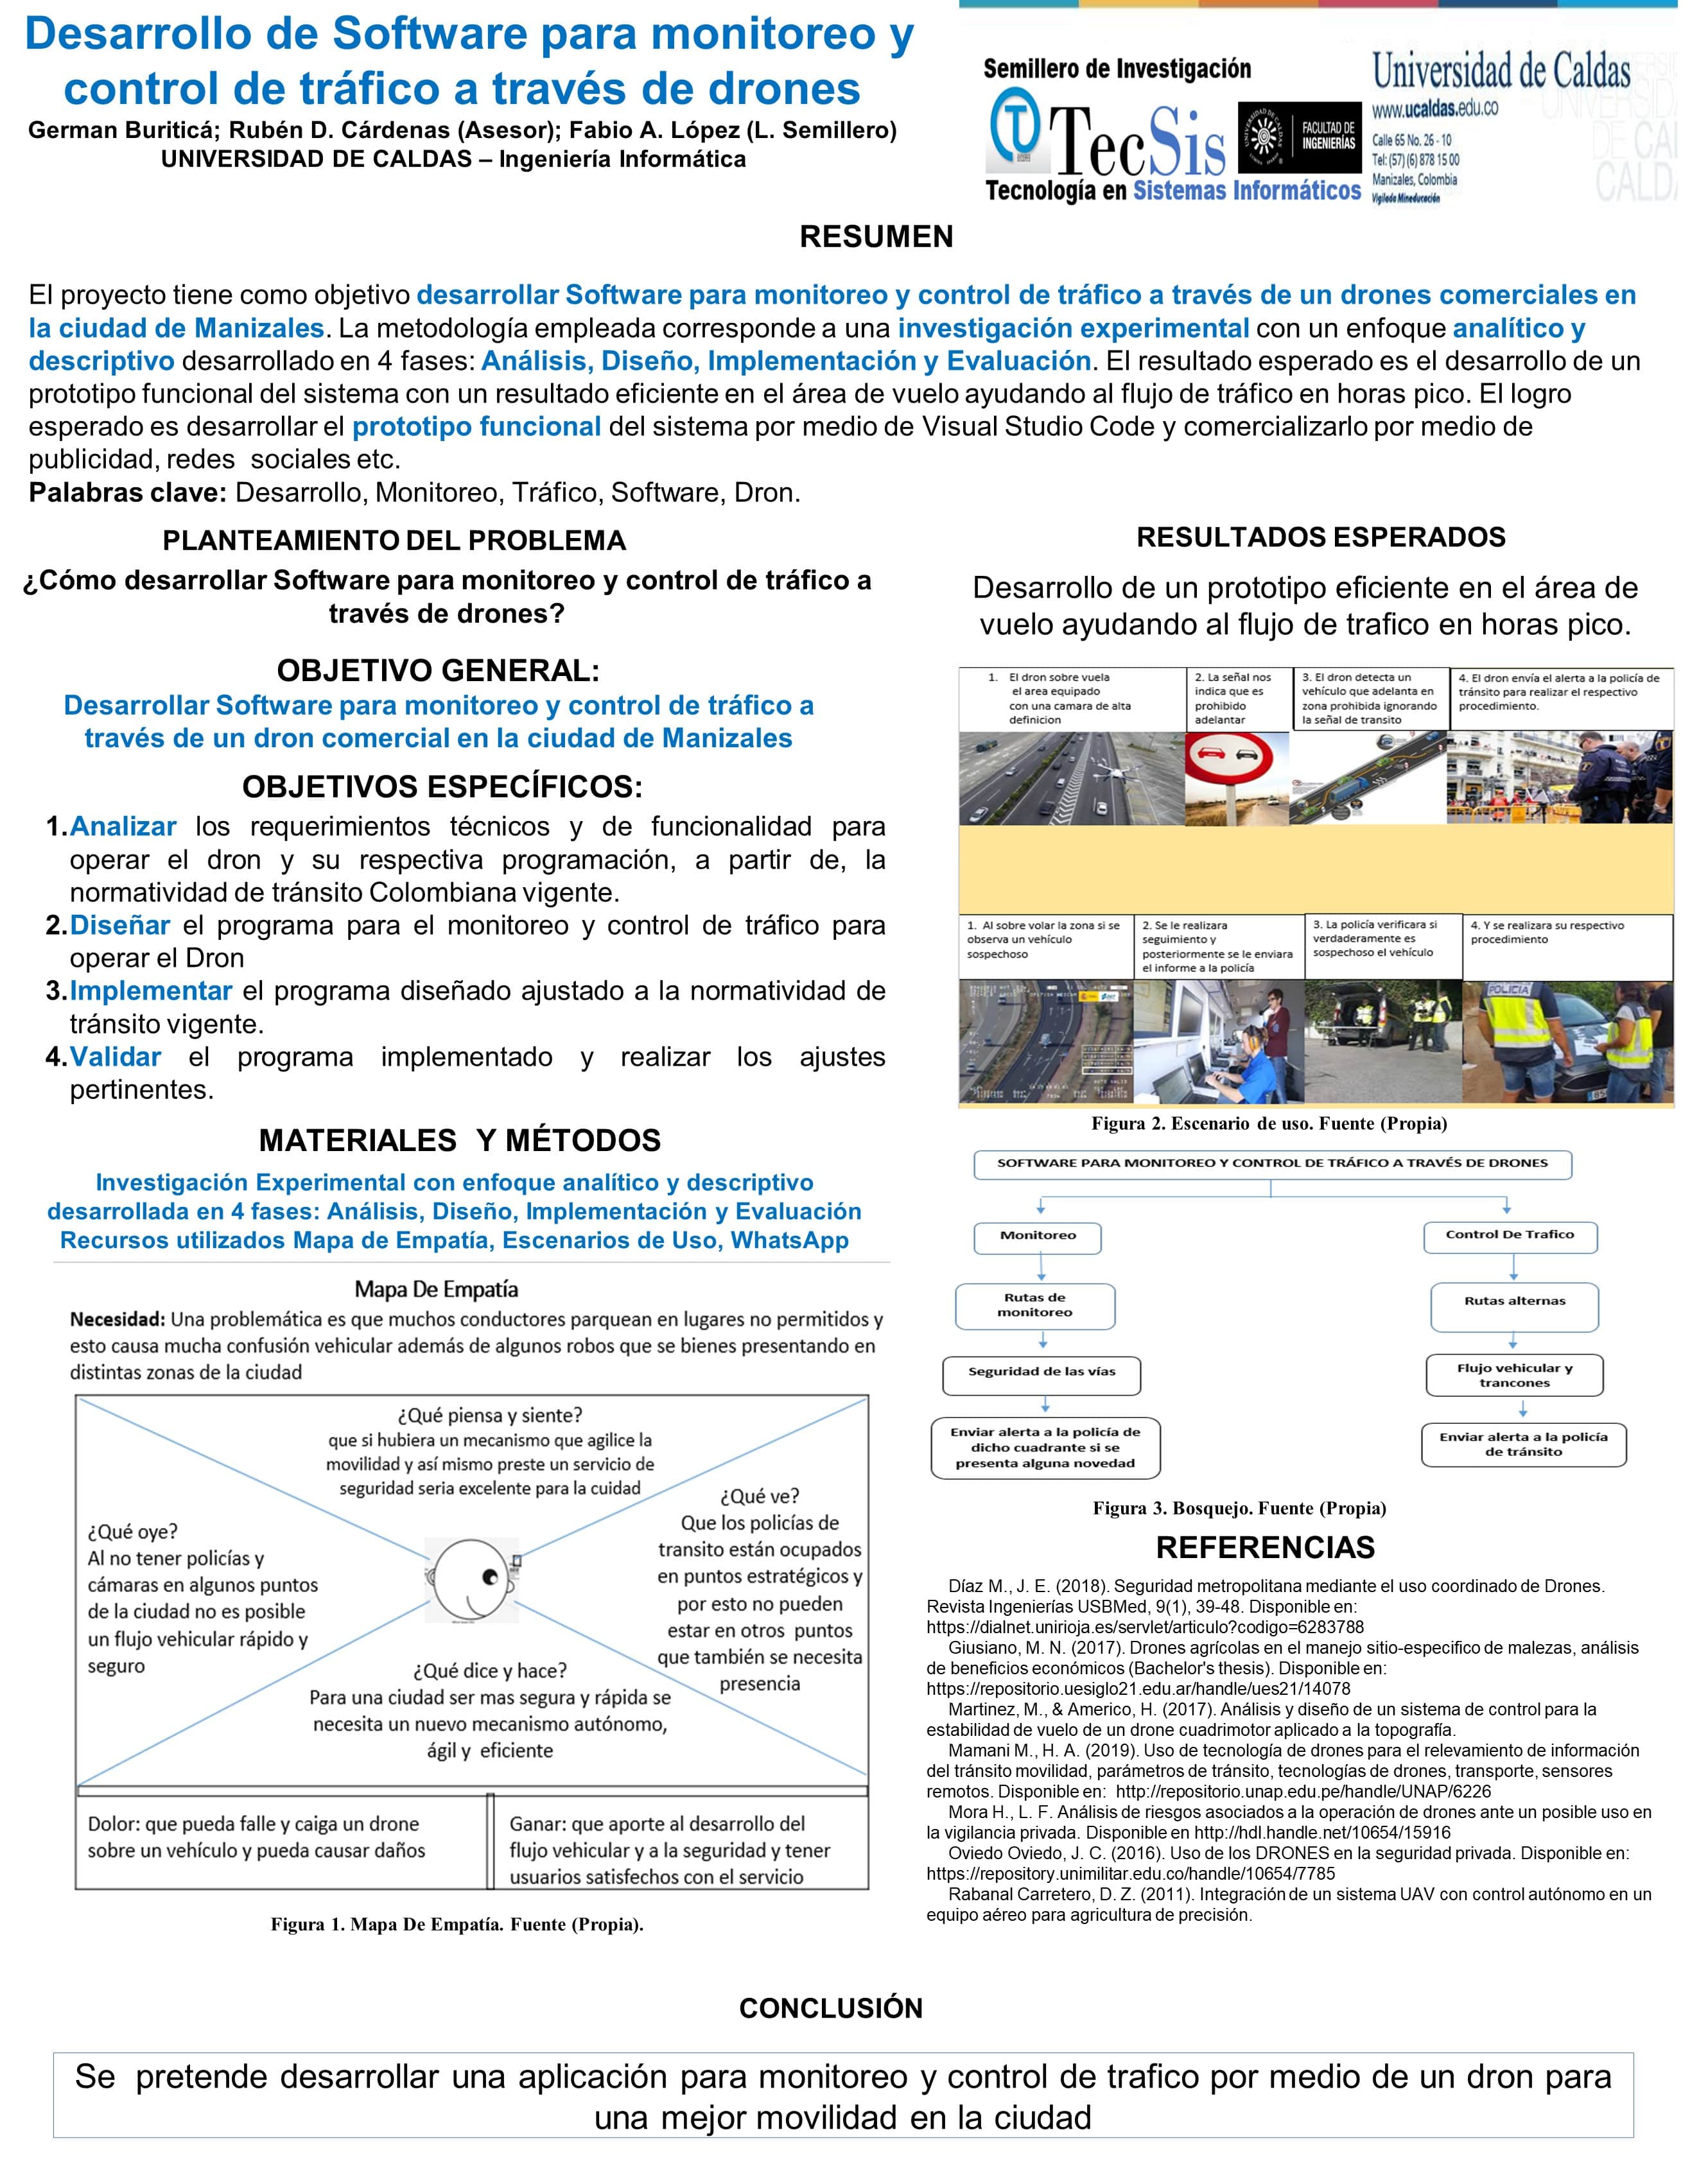 Desarrollo de Software para monitoreo y
control de tráfico a través de drones
German Buriticá; Rubén D. Cárdenas (Asesor); Fabio A. López (L. Semillero)
UNIVERSIDAD DE CALDAS – Ingeniería Informática
Semillero de Investigación
TecSis
FACULTAD DE
INGENIERÍAS
Tecnología en Sistemas Informáticos
Universidad de Caldas
www.ucaldas.edu.co
Calle 65 No. 26 - 10
Tel: (57) (6) 878 15 00
Manizales, Colombia
Vigilada Mineducación
RESUMEN
El proyecto tiene como objetivo desarrollar Software para monitoreo y control de tráfico a través de un drones comerciales en
la ciudad de Manizales. La metodología empleada corresponde a una investigación experimental con un enfoque analítico y
descriptivo desarrollado en 4 fases: Análisis, Diseño, Implementación y Evaluación. El resultado esperado es el desarrollo de un
prototipo funcional del sistema con un resultado eficiente en el área de vuelo ayudando al flujo de tráfico en horas pico. El logro
esperado es desarrollar el prototipo funcional del sistema por medio de Visual Studio Code y comercializarlo por medio de
publicidad, redes sociales etc.
Palabras clave: Desarrollo, Monitoreo, Tráfico, Software, Dron.
PLANTEAMIENTO DEL PROBLEMA
¿Cómo desarrollar Software para monitoreo y control de tráfico a
través de drones?
OBJETIVO GENERAL:
Desarrollar Software para monitoreo y control de tráfico a
través de un dron comercial en la ciudad de Manizales
OBJETIVOS ESPECÍFICOS:
1.Analizar los requerimientos técnicos y de funcionalidad para
operar el dron y su respectiva programación, a partir de, la
normatividad de tránsito Colombiana vigente.
2.Diseñar el programa para el monitoreo y control de tráfico para
operar el Dron
3.Implementar el programa diseñado ajustado a la normatividad de
tránsito vigente.
4.Validar el programa implementado y realizar los ajustes
pertinentes.
MATERIALES Y MÉTODOS
Investigación Experimental con enfoque analítico y descriptivo
desarrollada en 4 fases: Análisis, Diseño, Implementación y Evaluación
Recursos utilizados Mapa de Empatía, Escenarios de Uso, WhatsApp
Mapa De Empatía
Necesidad: Una problemática es que muchos conductores parquean en lugares no permitidos y
esto causa mucha confusión vehicular además de algunos robos que se bienes presentando en
distintas zonas de la ciudad
¿Qué piensa y siente?
que si hubiera un mecanismo que agilice la
movilidad y así mismo preste un servicio de
seguridad seria excelente para la cuidad
¿Qué oye?
Al no tener policías y
cámaras en algunos puntos
de la ciudad no es posible
un flujo vehicular rápido y
seguro
¿Qué ve?
Que los policías de
transito están ocupados
en puntos estratégicos y
por esto no pueden
estar en otros puntos
que también se necesita
presencia
¿Qué dice y hace?
Para una ciudad ser mas segura y rápida se
necesita un nuevo mecanismo autónomo,
ágil y eficiente
Dolor: que pueda falle y caiga un drone
sobre un vehículo y pueda causar daños
Ganar: que aporte al desarrollo del
flujo vehicular y a la seguridad y tener
usuarios satisfechos con el servicio
Figura 1. Mapa De Empatía. Fuente (Propia).
RESULTADOS ESPERADOS
Desarrollo de un prototipo eficiente en el área de
vuelo ayudando al flujo de trafico en horas pico.
1. El dron sobre vuela
el area equipado
con una camara de alta
definicion
2. La señal nos
indica que es
prohibido
adelantar
3. El dron detecta un
vehículo que adelanta en
zona prohibida ignorando
la señal de transito
4. El dron envía el alerta a la policía de
tránsito para realizar el respectivo
procedimiento.
1. Al sobre volar la zona si se
observa un vehículo
sospechoso
2. Se le realizara
seguimiento y
posteriormente se le enviara
el informe a la policía
3. La policía verificara si
verdaderamente es
sospechoso el vehículo
4. Y se realizara su respectivo
procedimiento
POLICIA
Figura 2. Escenario de uso. Fuente (Propia)
SOFTWARE PARA MONITOREO Y CONTROL DE TRÁFICO A TRAVÉS DE DRONES
Monitoreo
Rutas de
monitoreo
Seguridad de las vías
Enviar alerta a la policía de
dicho cuadrante si se
presenta alguna novedad
Control De Trafico
Rutas alternas
Flujo vehicular y
trancones
Enviar alerta a la policía
de tránsito
Figura 3. Bosquejo. Fuente (Propia)
REFERENCIAS
Díaz M., J. E. (2018). Seguridad metropolitana mediante el uso coordinado de Drones.
Revista Ingenierías USBMed, 9(1), 39-48. Disponible en:
https://dialnet.unirioja.es/servlet/articulo?codigo=6283788
Giusiano, M. N. (2017). Drones agrícolas en el manejo sitio-especifico de malezas, análisis
de beneficios económicos (Bachelor's thesis). Disponible en:
https://repositorio.uesiglo21.edu.ar/handle/ues21/14078
Martinez, M., & Americo, H. (2017). Análisis y diseño de un sistema de control para la
estabilidad de vuelo de un drone cuadrimotor aplicado a la topografía.
Mamani M., H. A. (2019). Uso de tecnología de drones para el relevamiento de información
del tránsito movilidad, parámetros de tránsito, tecnologías de drones, transporte, sensores
remotos. Disponible en: http://repositorio.unap.edu.pe/handle/UNAP/6226
Mora H., L. F. Análisis de riesgos asociados a la operación de drones ante un posible uso en
la vigilancia privada. Disponible en http://hdl.handle.net/10654/15916
Oviedo Oviedo, J. C. (2016). Uso de los DRONES en la seguridad privada. Disponible en:
https://repository.unimilitar.edu.co/handle/10654/7785
Rabanal Carretero, D. Z. (2011). Integración de un sistema UAV con control autónomo en un
equipo aéreo para agricultura de precisión.
CONCLUSIÓN
Se pretende desarrollar una aplicación para monitoreo y control de trafico por medio de un dron para
una mejor movilidad en la ciudad